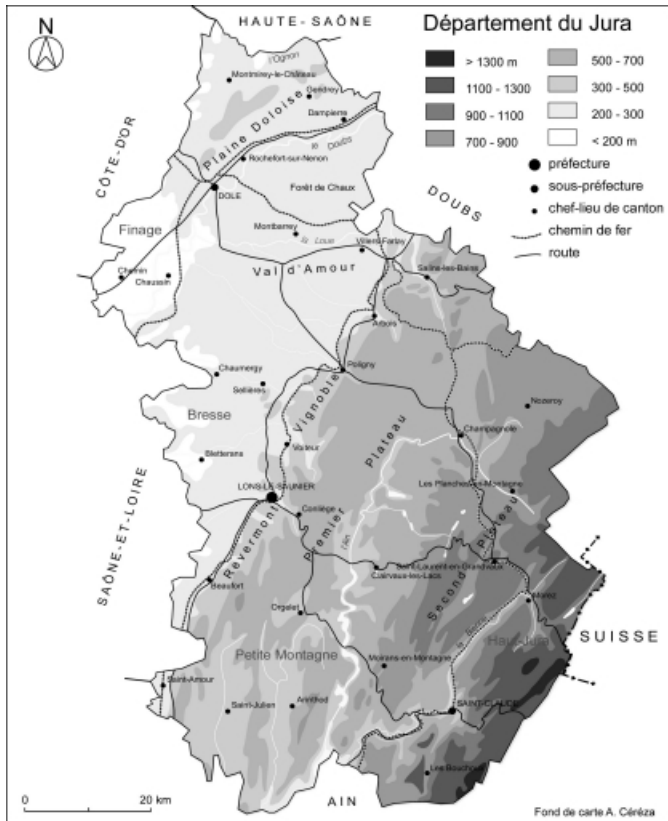 HAUTE-SAÔNE
Département du Jura
N
> 1300 m
1100 - 1300
900 - 1100
700 - 900
500 - 700
300 - 500
200 - 300
< 200 m
préfecture
sous-préfecture
chef-lieu de canton
chemin de fer
route
CÔTE-D'OR
DOUBS
SUISSE
AIN
SAÔNE-ET-LOIRE
l'Ognon
Montmirey-le-Château
Gendrey
Dampierre
Plaine Doloise
le Doubs
Rochefort-sur-Nenon
Forêt de Chaux
DOLE
Finage
Montbarrey
la Loue
Villers-Farlay
Chemin
Chaussin
Val d'Amour
Salins-les-Bains
Arbois
Poligny
Chaumergy
Sellières
Nozeroy
Bresse
Vignoble
Plateau
Champagnole
Voiteur
Bletterans
LONS-LE-SAUNIER
Les Planches-en-Montagne
Conliège
Revermont
Premier
l'Ain
Second Plateau
Saint-Laurent-en-Grandvaux
Clairvaux-les-Lacs
Beaufort
Morez
Orgelet
la Bienne
Haut-Jura
Petite Montagne
Moirans-en-Montagne
Saint-Amour
Saint-Julien
Arinthod
SAINT-CLAUDE
Les Bouchoux
0
20 km
Fond de carte A. Céréza